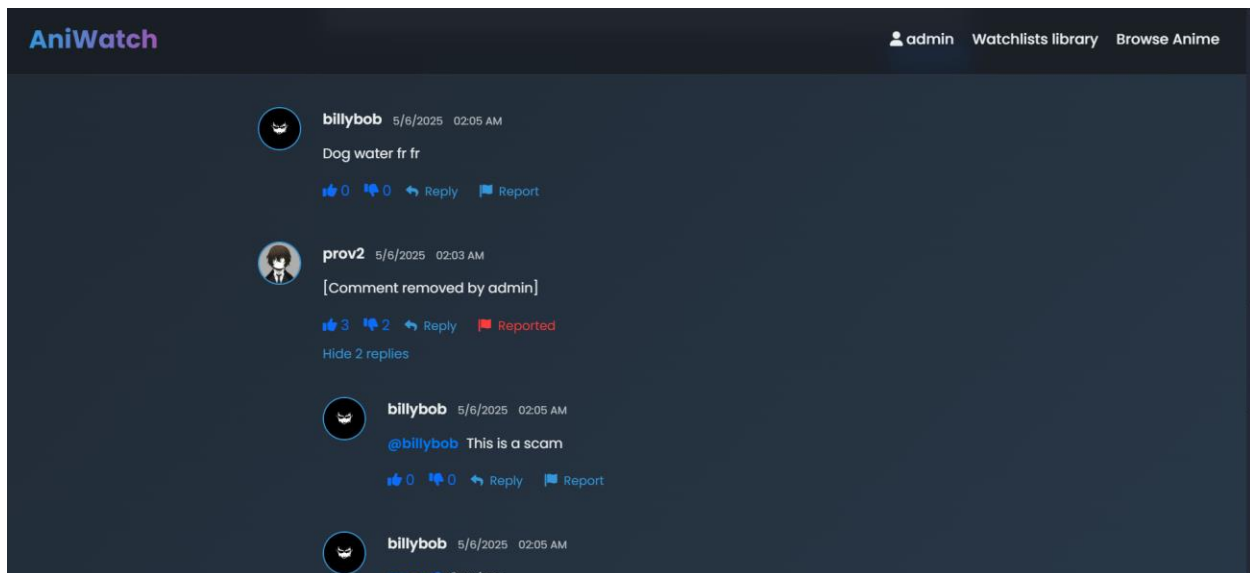 AniWatch
admin Watchlists library Browse Anime
billybob 5/6/2025 02:05 AM
Dog water fr fr
0 0 Reply Report
prov2 5/6/2025 02:03 AM
[Comment removed by admin]
3 2 Reply Reported
Hide 2 replies
billybob 5/6/2025 02:05 AM
@billybob This is a scam
0 0 Reply Report
billybob 5/6/2025 02:05 AM